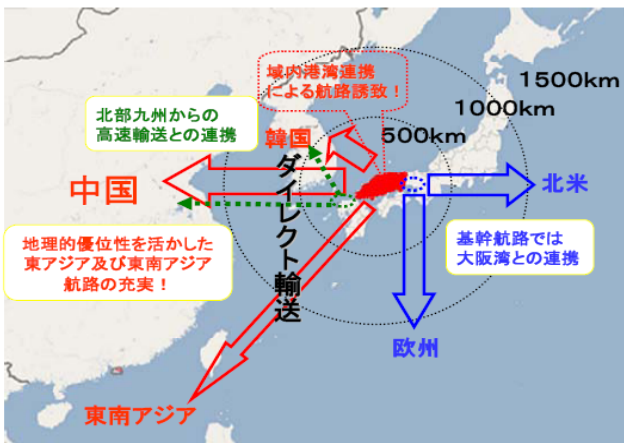 域内港湾連携
による航路誘致！
1500km
1000km
500km
北部九州からの
高速輸送との連携
韓国
中国
ダイレクト輸送
北米
地理的優位性を活かした
東アジア及び東南アジア
航路の充実！
基幹航路では
大阪湾との連携
欧州
東南アジア